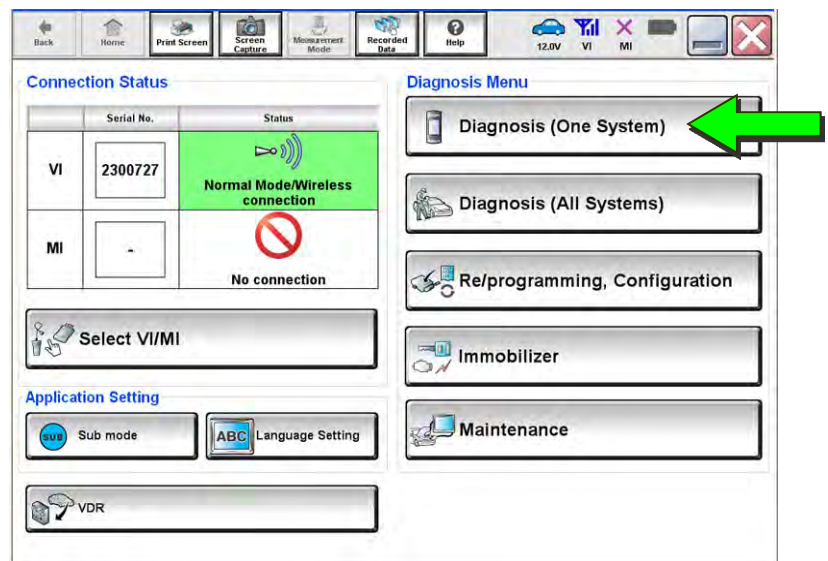 Back
Home
Print Screen
Screen
Capture
Measurement
Mode
Recorded
Data
Help
12.0V
VI
MI
Connection Status
Serial No.
Status
VI
2300727
Normal Mode/Wireless
connection
MI
-
No connection
Select VI/MI
Application Setting
SUB
Sub mode
ABC
Language Setting
VDR
Diagnosis Menu
Diagnosis (One System)
Diagnosis (All Systems)
Re/programming, Configuration
Immobilizer
Maintenance